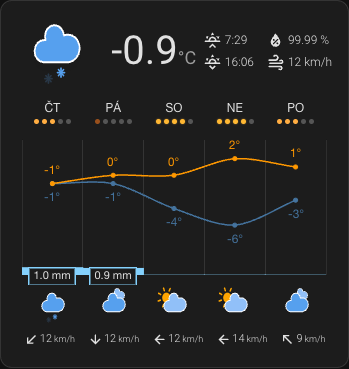 -0.9°C
7:29
99.99 %
16:06
12 km/h
ČT PÁ SO NE PO
-1° 0° 0° 2° 1°
-1° -1° -4° -6° -3°
1.0 mm 0.9 mm
12 km/h 12 km/h 12 km/h 14 km/h 9 km/h